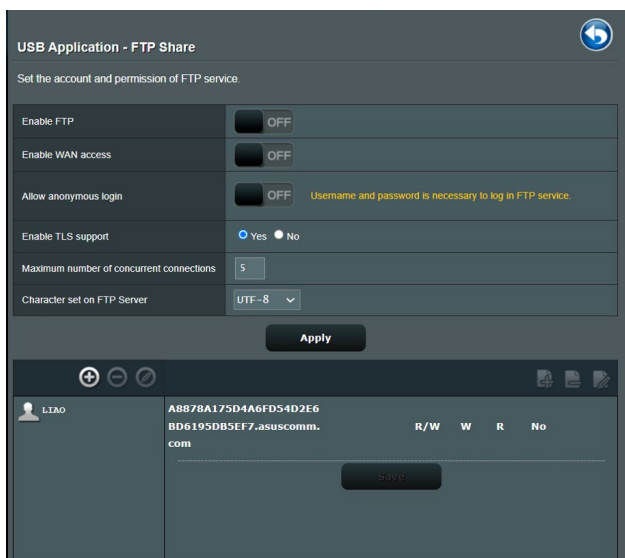 USB Application - FTP Share
Set the account and permission of FTP service.
Enable FTP OFF
Enable WAN access OFF
Allow anonymous login OFF Username and password is necessary to log in FTP service.
Enable TLS support Yes No
Maximum number of concurrent connections 5
Character set on FTP Server UTF-8
Apply
LIAO
A8878A175D4A6FD54D2E6
BD6195DB5EF7.asuscomm.
com
R/W W R No
Save